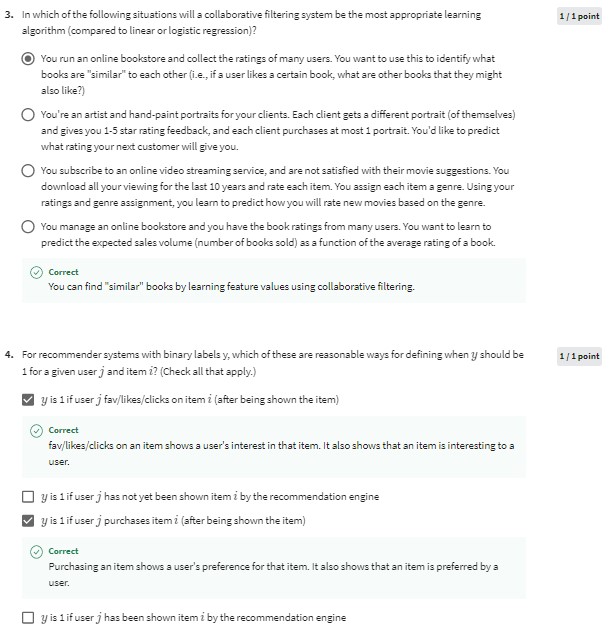 3. In which of the following situations will a collaborative filtering system be the most appropriate learning
algorithm (compared to linear or logistic regression)?
1 / 1 point
You run an online bookstore and collect the ratings of many users. You want to use this to identify what
books are "similar" to each other (i.e., if a user likes a certain book, what are other books that they might
also like?)
You're an artist and hand-paint portraits for your clients. Each client gets a different portrait (of themselves)
and gives you 1-5 star rating feedback, and each client purchases at most 1 portrait. You'd like to predict
what rating your next customer will give you.
You subscribe to an online video streaming service, and are not satisfied with their movie suggestions. You
download all your viewing for the last 10 years and rate each item. You assign each item a genre. Using your
ratings and genre assignment, you learn to predict how you will rate new movies based on the genre.
You manage an online bookstore and you have the book ratings from many users. You want to learn to
predict the expected sales volume (number of books sold) as a function of the average rating of a book.
Correct
You can find "similar" books by learning feature values using collaborative filtering.
4. For recommender systems with binary labels y, which of these are reasonable ways for defining when y should be
1 for a given user j and item i? (Check all that apply.)
1 / 1 point
y is 1 if user j fav/likes/clicks on item i (after being shown the item)
Correct
fav/likes/clicks on an item shows a user's interest in that item. It also shows that an item is interesting to a
user.
y is 1 if user j has not yet been shown item i by the recommendation engine
y is 1 if user j purchases item i (after being shown the item)
Correct
Purchasing an item shows a user's preference for that item. It also shows that an item is preferred by a
user.
y is 1 if user j has been shown item i by the recommendation engine